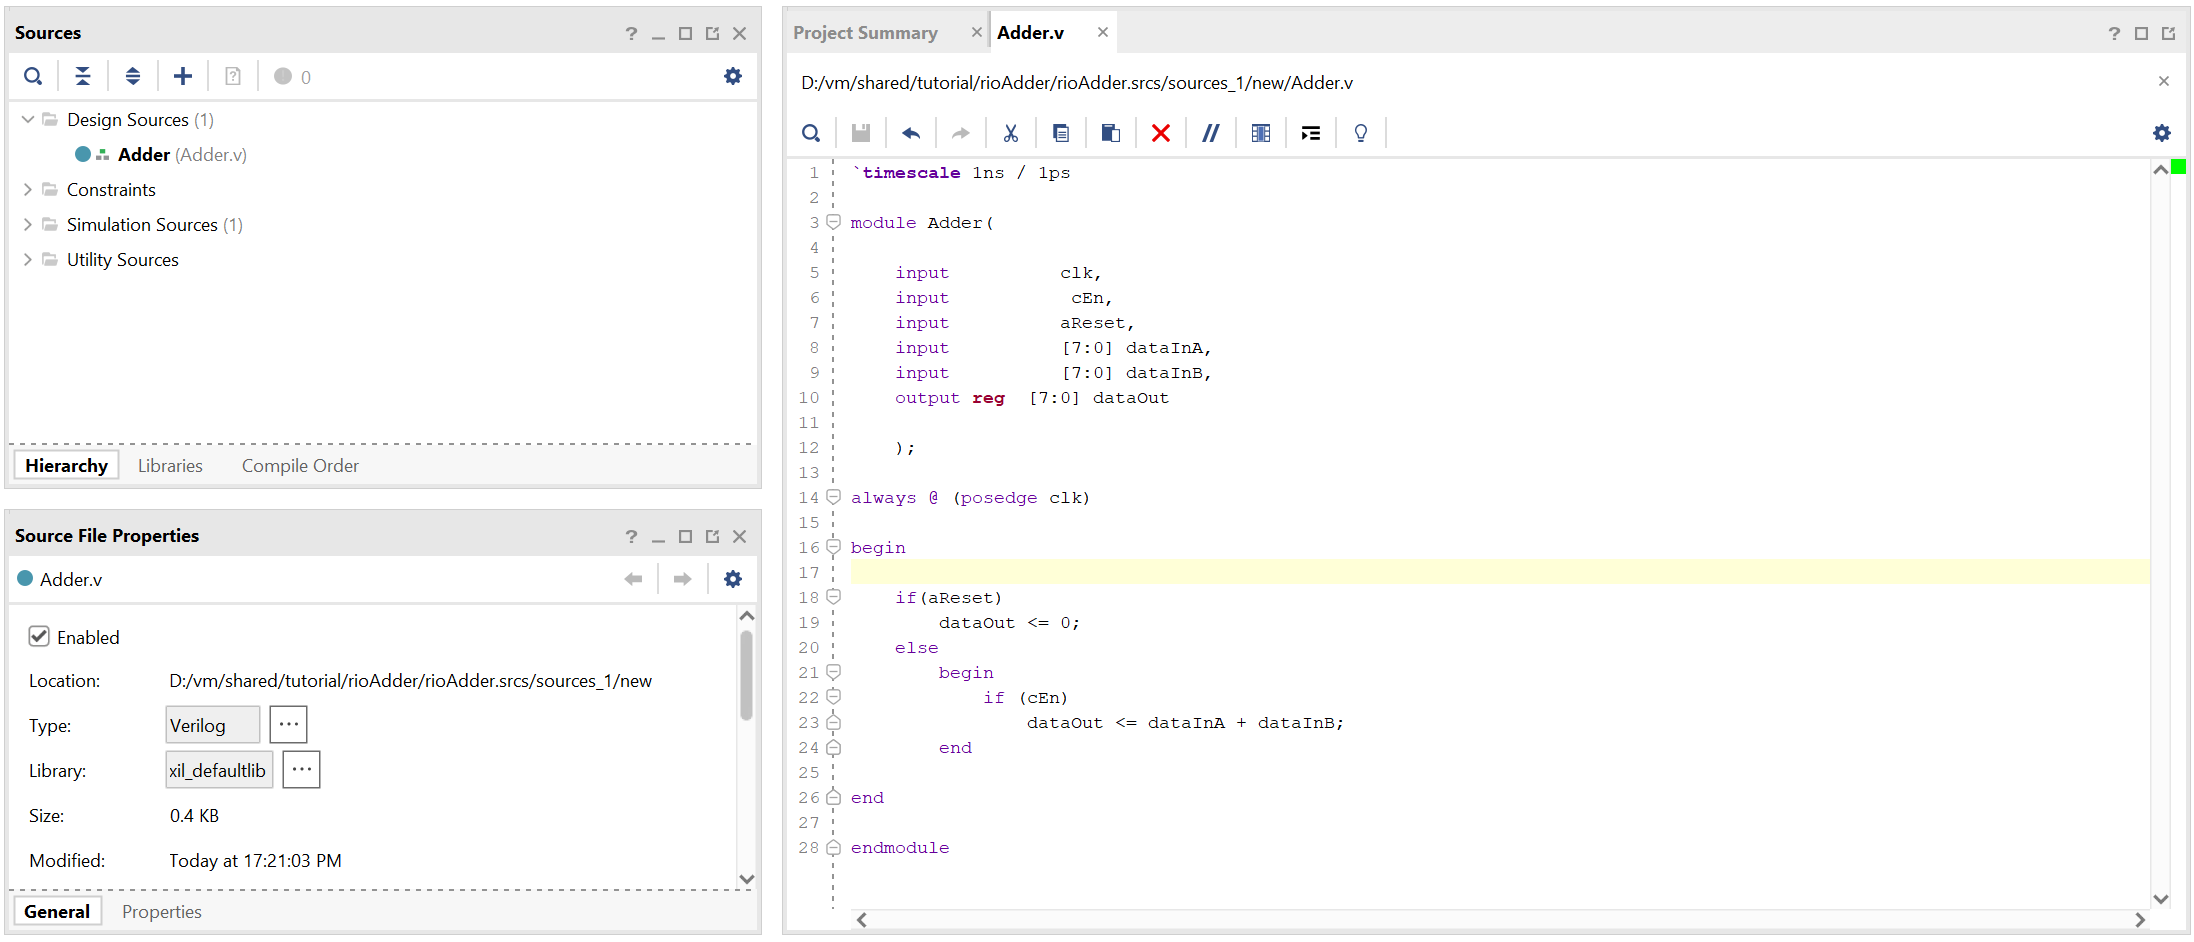 Sources
0
Design Sources (1)
Adder (Adder.v)
Constraints
Simulation Sources (1)
Utility Sources
Hierarchy Libraries Compile Order
Source File Properties
Adder.v
Enabled
Location: D:/vm/shared/tutorial/rioAdder/rioAdder.srcs/sources_1/new
Type: Verilog ...
Library: xil_defaultlib ...
Size: 0.4 KB
Modified: Today at 17:21:03 PM
General Properties
Project Summary Adder.v
D:/vm/shared/tutorial/rioAdder/rioAdder.srcs/sources_1/new/Adder.v
1 `timescale 1ns / 1ps
2
3 module Adder(
4
5 input clk,
6 input cEn,
7 input aReset,
8 input [7:0] dataInA,
9 input [7:0] dataInB,
10 output reg [7:0] dataOut
11
12 );
13
14 always @ (posedge clk)
15
16 begin
17
18 if(aReset)
19 dataOut <= 0;
20 else
21 begin
22 if (cEn)
23 dataOut <= dataInA + dataInB;
24 end
25
26 end
27
28 endmodule